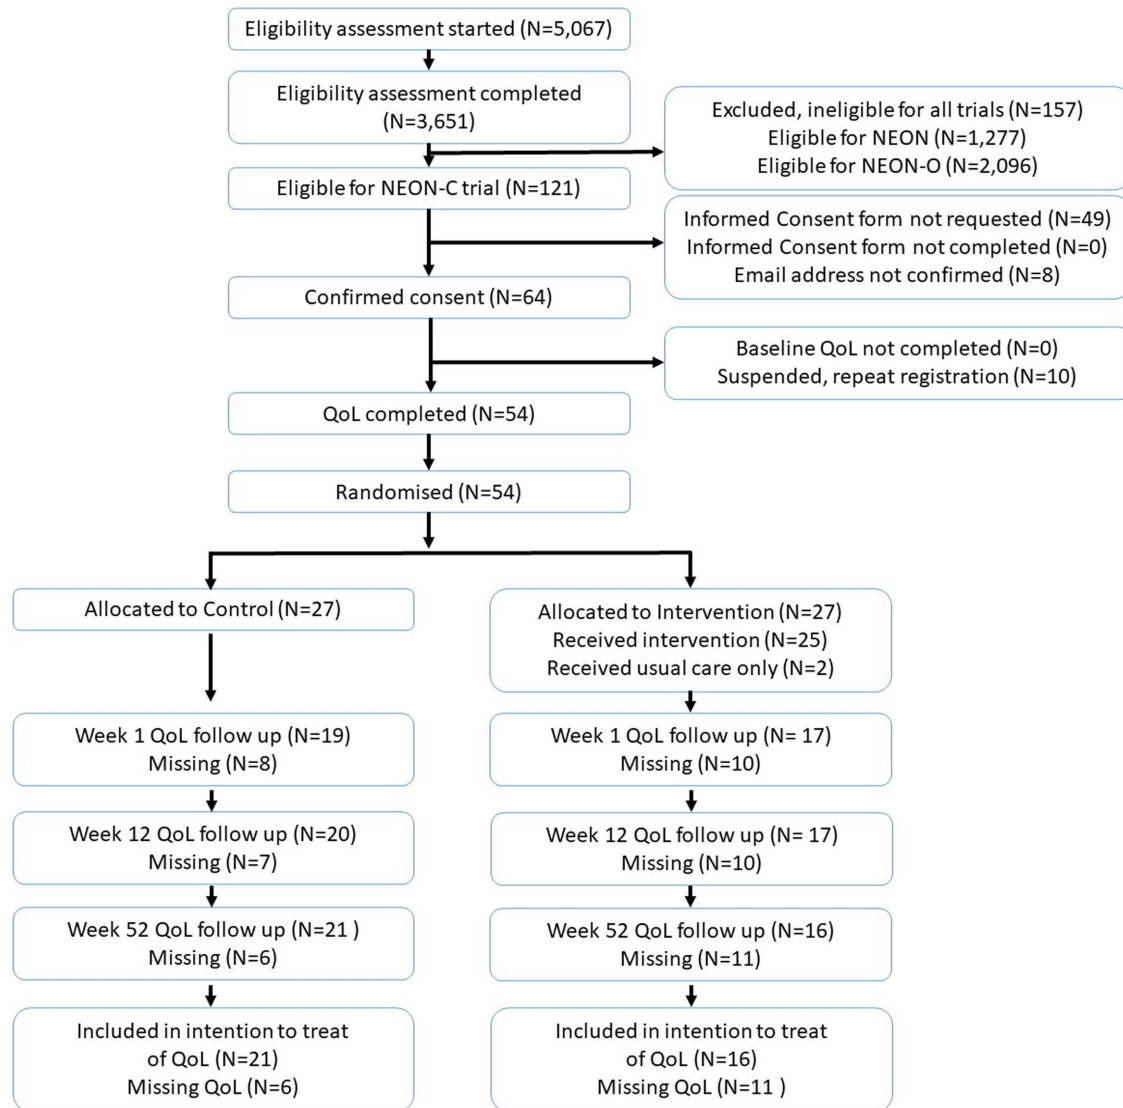 Eligibility assessment started (N=5,067)
Eligibility assessment completed
(N=3,651)
Excluded, ineligible for all trials (N=157)
Eligible for NEON (N=1,277)
Eligible for NEON-O (N=2,096)
Eligible for NEON-C trial (N=121)
Informed Consent form not requested (N=49)
Informed Consent form not completed (N=0)
Email address not confirmed (N=8)
Confirmed consent (N=64)
Baseline QoL not completed (N=0)
Suspended, repeat registration (N=10)
QoL completed (N=54)
Randomised (N=54)
Allocated to Control (N=27)
Allocated to Intervention (N=27)
Received intervention (N=25)
Received usual care only (N=2)
Week 1 QoL follow up (N=19)
Missing (N=8)
Week 1 QoL follow up (N= 17)
Missing (N=10)
Week 12 QoL follow up (N=20)
Missing (N=7)
Week 12 QoL follow up (N= 17)
Missing (N=10)
Week 52 QoL follow up (N=21 )
Missing (N=6)
Week 52 QoL follow up (N=16)
Missing (N=11)
Included in intention to treat
of QoL (N=21)
Missing QoL (N=6)
Included in intention to treat
of QoL (N=16)
Missing QoL (N=11 )